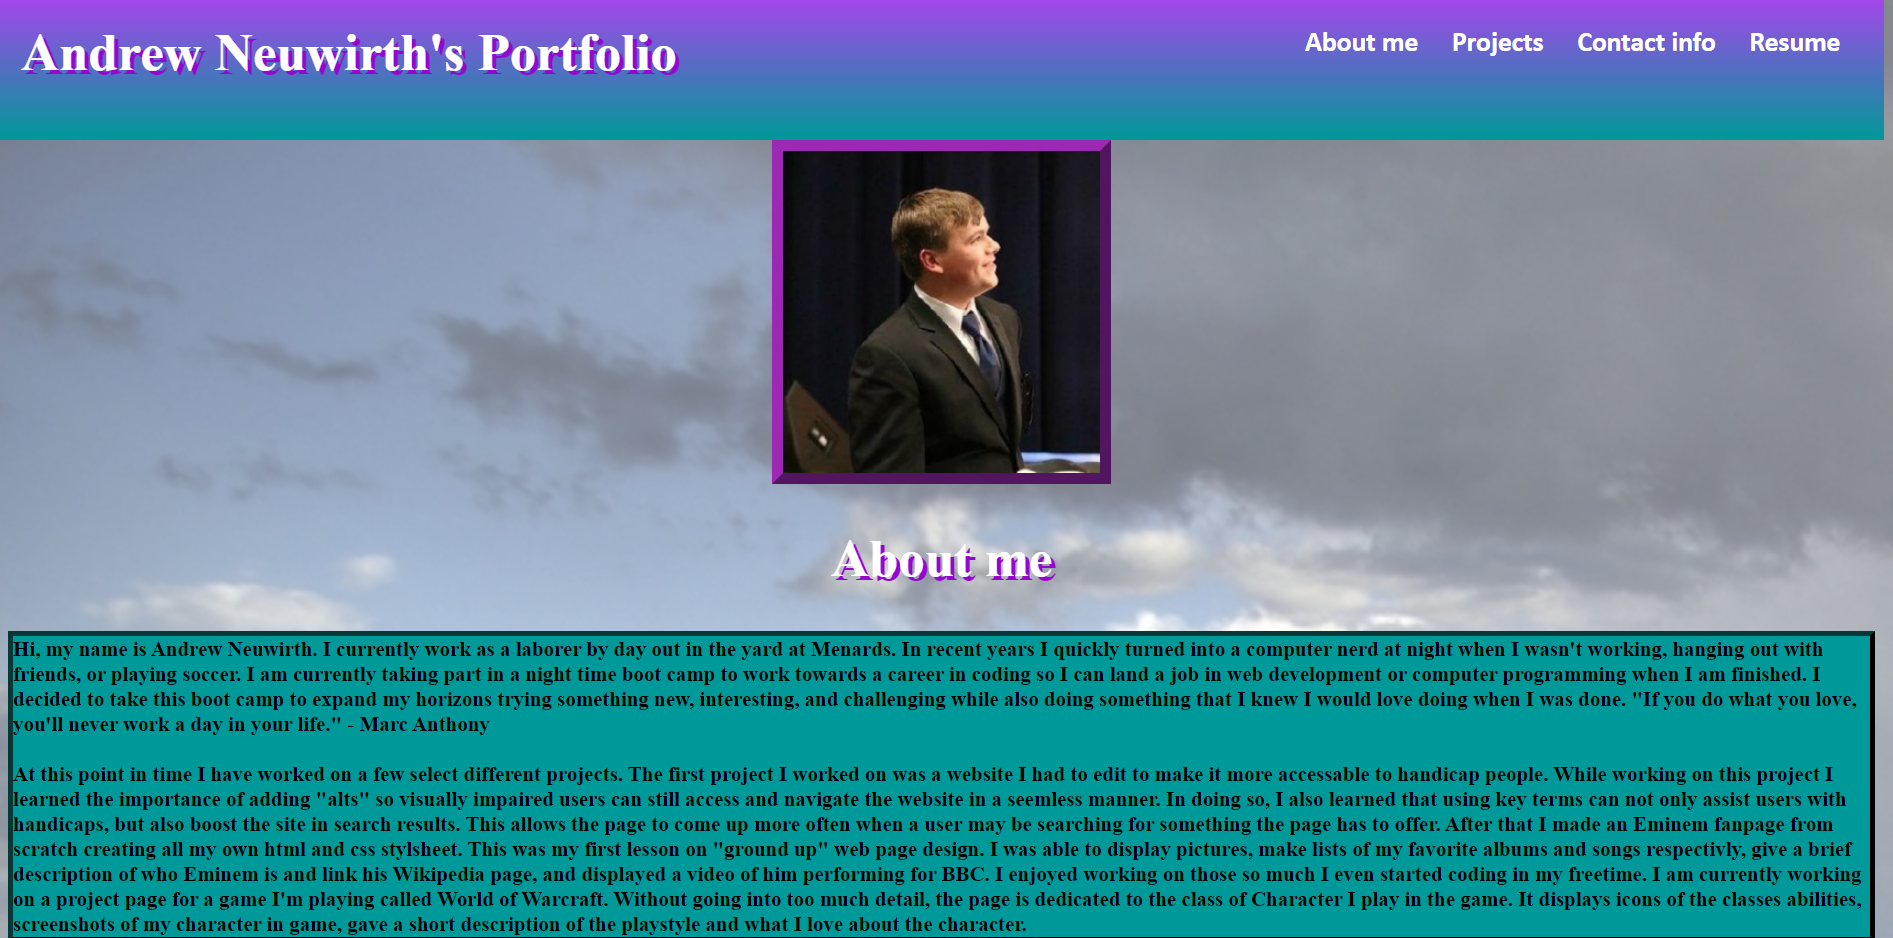 Andrew Neuwirth's Portfolio
About me Projects Contact info Resume
About me
Hi, my name is Andrew Neuwirth. I currently work as a laborer by day out in the yard at Menards. In recent years I quickly turned into a computer nerd at night when I wasn't working, hanging out with
friends, or playing soccer. I am currently taking part in a night time boot camp to work towards a career in coding so I can land a job in web development or computer programming when I am finished. I
decided to take this boot camp to expand my horizons trying something new, interesting, and challenging while also doing something that I knew I would love doing when I was done. "If you do what you love,
you'll never work a day in your life." - Marc Anthony
At this point in time I have worked on a few select different projects. The first project I worked on was a website I had to edit to make it more accessable to handicap people. While working on this project I
learned the importance of adding "alts" so visually impaired users can still access and navigate the website in a seemless manner. In doing so, I also learned that using key terms can not only assist users with
handicaps, but also boost the site in search results. This allows the page to come up more often when a user may be searching for something the page has to offer. After that I made an Eminem fanpage from
scratch creating all my own html and css stylsheet. This was my first lesson on "ground up" web page design. I was able to display pictures, make lists of my favorite albums and songs respectivly, give a brief
description of who Eminem is and link his Wikipedia page, and displayed a video of him performing for BBC. I enjoyed working on those so much I even started coding in my freetime. I am currently working
on a project page for a game I'm playing called World of Warcraft. Without going into too much detail, the page is dedicated to the class of Character I play in the game. It displays icons of the classes abilities,
screenshots of my character in game, gave a short description of the playstyle and what I love about the character.